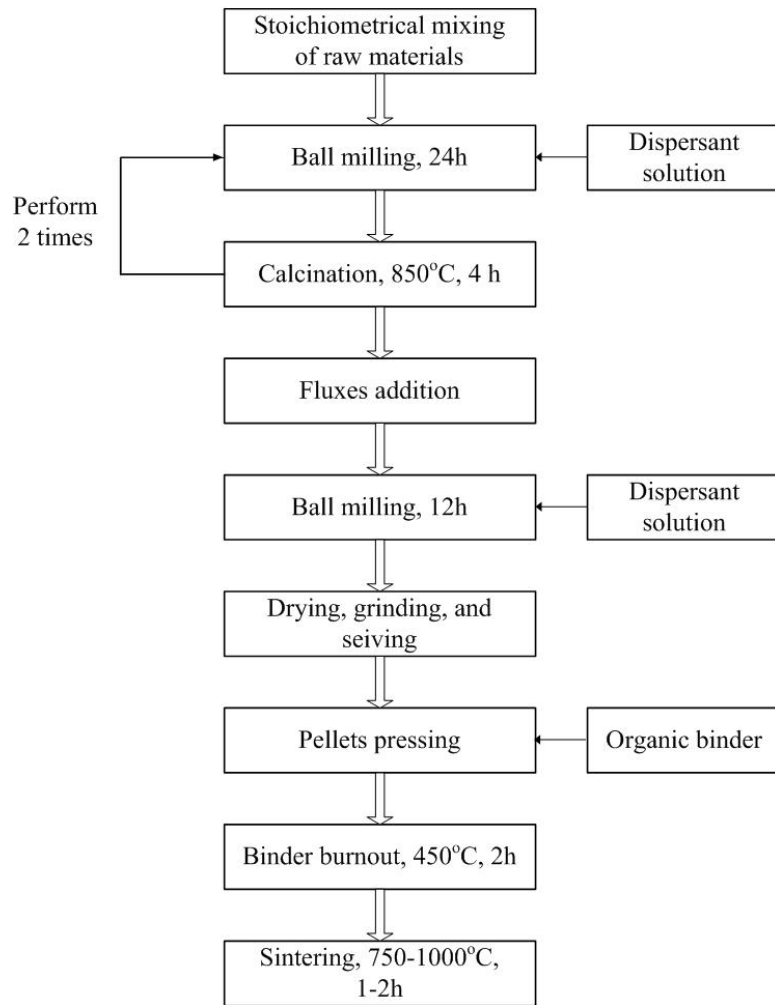 Stoichiometrical mixing
of raw materials
Ball milling, 24h
Dispersant
solution
Perform
2 times
Calcination, 850°C, 4 h
Fluxes addition
Ball milling, 12h
Dispersant
solution
Drying, grinding, and
seiving
Pellets pressing
Organic binder
Binder burnout, 450°C, 2h
Sintering, 750-1000°C,
1-2h